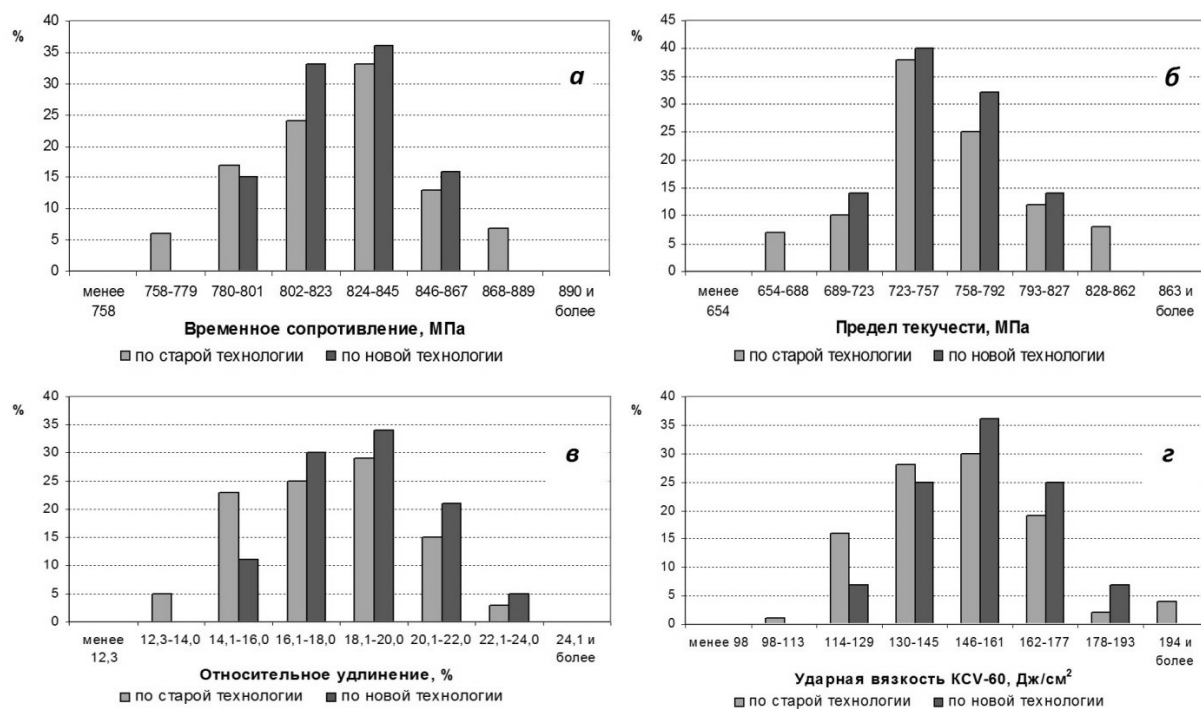 %
40
35
30
25
20
15
10
5
0
а
менее 758
758-779
780-801
802-823
824-845
846-867
868-889
890 и более
Временное сопротивление, МПа
по старой технологии
по новой технологии
%
45
40
35
30
25
20
15
10
5
0
б
менее 654
654-688
689-723
723-757
758-792
793-827
828-862
863 и более
Предел текучести, МПа
по старой технологии
по новой технологии
%
40
35
30
25
20
15
10
5
0
в
менее 12,3
12,3-14,0
14,1-16,0
16,1-18,0
18,1-20,0
20,1-22,0
22,1-24,0
24,1 и более
Относительное удлинение, %
по старой технологии
по новой технологии
%
40
35
30
25
20
15
10
5
0
г
менее 98
98-113
114-129
130-145
146-161
162-177
178-193
194 и более
Ударная вязкость KCV-60, Дж/см²
по старой технологии
по новой технологии